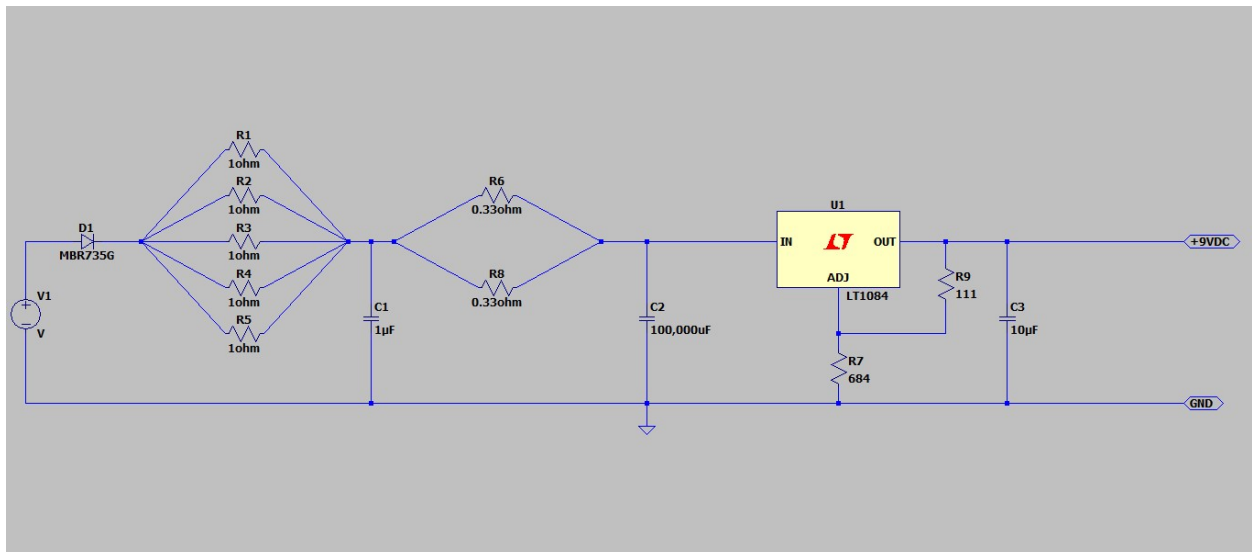 R1
1ohm
R2
1ohm
R3
1ohm
R4
1ohm
R5
1ohm
D1
MBR735G
V1
V
C1
1µF
R6
0.33ohm
R8
0.33ohm
C2
100,000uF
U1
IN
OUT
ADJ
LT1084
R9
111
R7
684
C3
10µF
+9VDC
GND